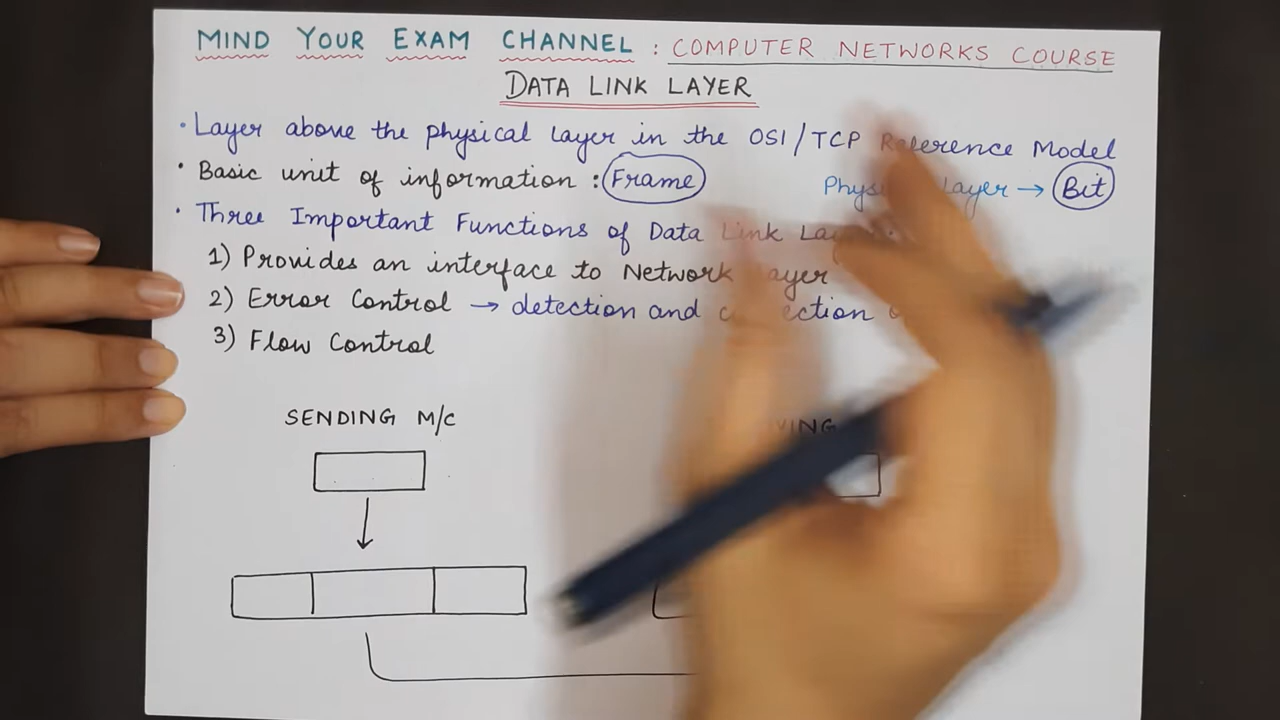 MIND YOUR EXAM CHANNEL : COMPUTER NETWORKS COURSE
DATA LINK LAYER
• Layer above the physical layer in the OSI/TCP Reference Model
• Basic unit of information : Frame Layer → Bit
• Three Important Functions of Data Link
1) Provides an interface to Network Layer
2) Error Control → detection and
3) Flow Control
SENDING M/C